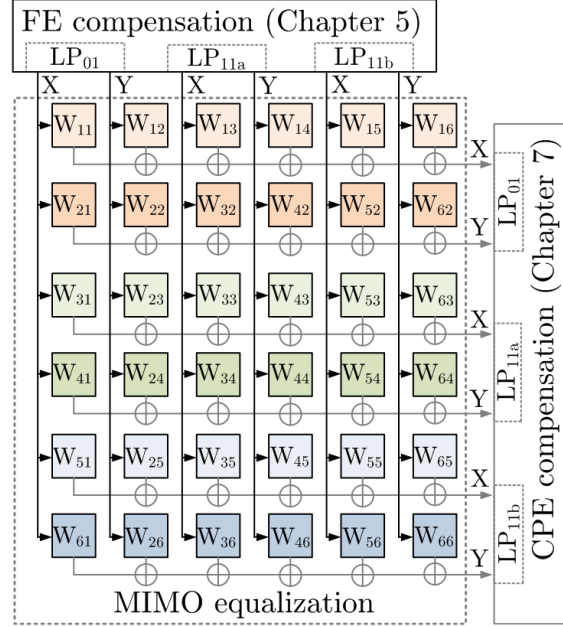 FE compensation (Chapter 5)
LP01 LP11a LP11b
X Y X Y X Y
W11 W12 W13 W14 W15 W16
X
W21 W22 W32 W42 W52 W62
Y
LP01
W31 W23 W33 W43 W53 W63
X
W41 W24 W34 W44 W54 W64
Y
LP11a
W51 W25 W35 W45 W55 W65
X
W61 W26 W36 W46 W56 W66
Y
LP11b
CPE compensation (Chapter 7)
MIMO equalization